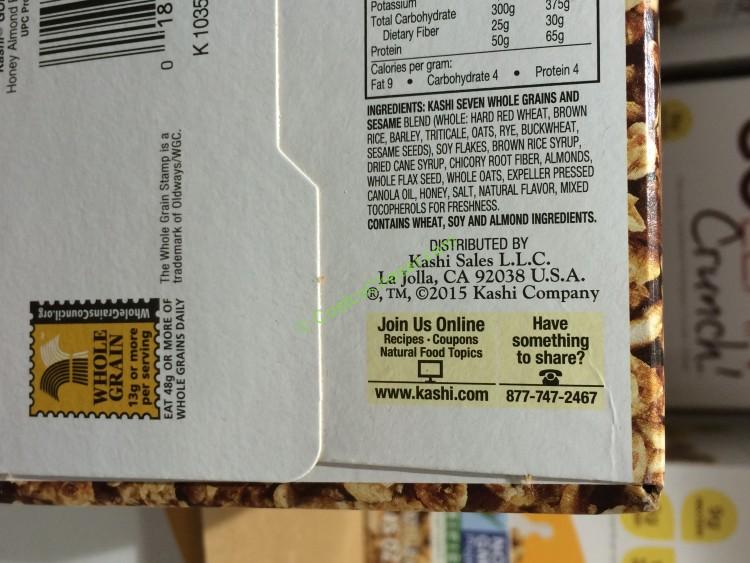 Potassium
Total Carbohydrate 300g 375g
Dietary Fiber 25g 30g
Protein 50g 65g
Calories per gram:
Fat 9 • Carbohydrate 4 • Protein 4
INGREDIENTS: KASHI SEVEN WHOLE GRAINS AND
SESAME BLEND (WHOLE: HARD RED WHEAT, BROWN
RICE, BARLEY, TRITICALE, OATS, RYE, BUCKWHEAT,
SESAME SEEDS), SOY FLAKES, BROWN RICE SYRUP,
DRIED CANE SYRUP, CHICORY ROOT FIBER, ALMONDS,
WHOLE FLAX SEED, WHOLE OATS, EXPELLER PRESSED
CANOLA OIL, HONEY, SALT, NATURAL FLAVOR, MIXED
TOCOPHEROLS FOR FRESHNESS.
CONTAINS WHEAT, SOY AND ALMOND INGREDIENTS.
DISTRIBUTED BY
Kashi Sales L.L.C.
La Jolla, CA 92038 U.S.A.
®, TM, ©2015 Kashi Company
Join Us Online
Recipes • Coupons
Natural Food Topics
www.kashi.com
Have
something
to share?
877-747-2467
Honey Almond
UPC
0 18
K 1035
The Whole Grain Stamp is a
trademark of Oldways/WGC.
WholeGrainsCouncil.org
WHOLE
GRAIN
13g or more
per serving
EAT 48g OR MORE OF
WHOLE GRAINS DAILY
Crunch!